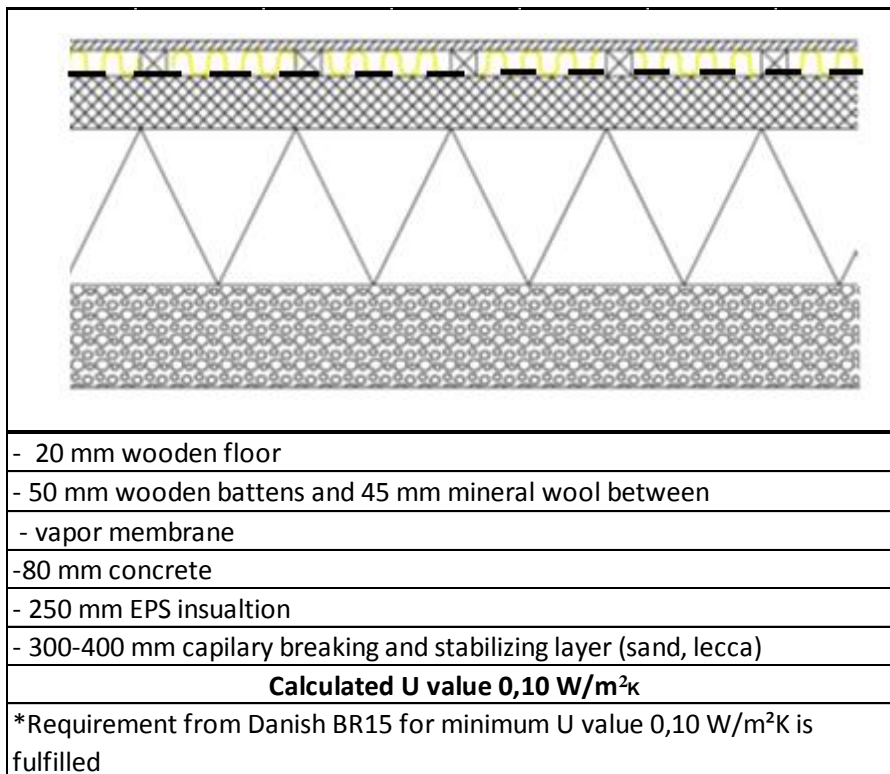 - 20 mm wooden floor
- 50 mm wooden battens and 45 mm mineral wool between
- vapor membrane
-80 mm concrete
- 250 mm EPS insualtion
- 300-400 mm capilary breaking and stabilizing layer (sand, lecca)
Calculated U value 0,10 W/m²к
*Requirement from Danish BR15 for minimum U value 0,10 W/m²K is
fulfilled